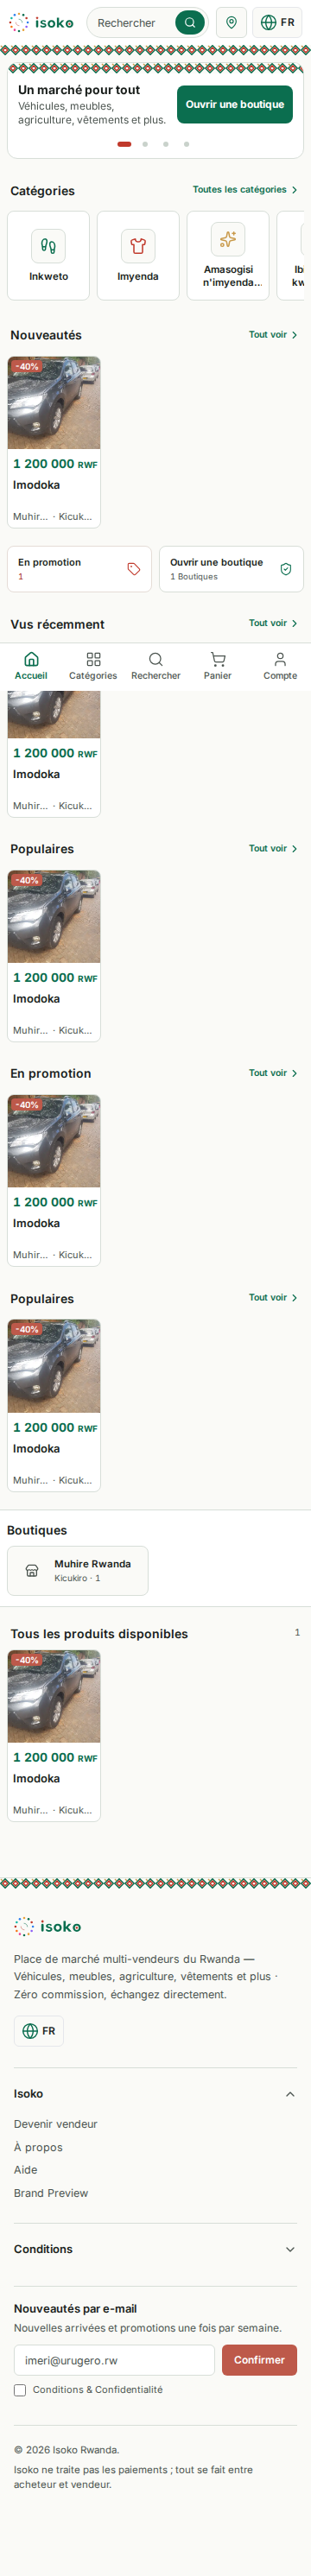 isoko
Rechercher
FR
Un marché pour tout
Véhicules, meubles,
agriculture, vêtements et plus.
Ouvrir une boutique
Catégories
Toutes les catégories
Inkweto
Imyenda
Amasogisi
n'imyenda...
Nouveautés
Tout voir
-40%
1 200 000 RWF
Imodoka
Muhir... · Kicuk...
En promotion
1
Ouvrir une boutique
1 Boutiques
Vus récemment
Tout voir
Accueil
Catégories
Rechercher
Panier
Compte
1 200 000 RWF
Imodoka
Muhir... · Kicuk...
Populaires
Tout voir
-40%
1 200 000 RWF
Imodoka
Muhir... · Kicuk...
En promotion
Tout voir
-40%
1 200 000 RWF
Imodoka
Muhir... · Kicuk...
Populaires
Tout voir
-40%
1 200 000 RWF
Imodoka
Muhir... · Kicuk...
Boutiques
Muhire Rwanda
Kicukiro · 1
Tous les produits disponibles
1
-40%
1 200 000 RWF
Imodoka
Muhir... · Kicuk...
isoko
Place de marché multi-vendeurs du Rwanda —
Véhicules, meubles, agriculture, vêtements et plus ·
Zéro commission, échangez directement.
FR
Isoko
Devenir vendeur
À propos
Aide
Brand Preview
Conditions
Nouveautés par e-mail
Nouvelles arrivées et promotions une fois par semaine.
imeri@urugero.rw
Confirmer
Conditions & Confidentialité
© 2026 Isoko Rwanda.
Isoko ne traite pas les paiements ; tout se fait entre
acheteur et vendeur.